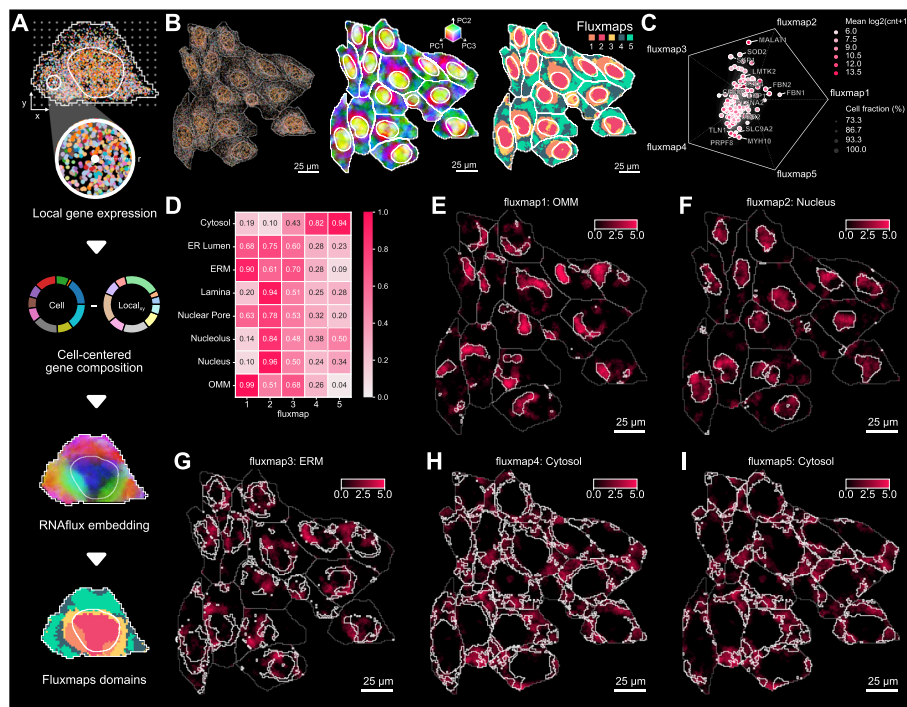 A
y
x
r
Local gene expression
Cell
-
Local xy
Cell-centered
gene composition
RNAflux embedding
Fluxmaps domains
B
25 µm
PC2
PC1
PC3
25 µm
Fluxmaps
1 2 3 4 5
25 µm
C
fluxmap2
fluxmap3
fluxmap1
fluxmap4
fluxmap5
MALAT1
SOD2
LMTK2
FBN2
FBN1
TLN1
SLC9A2
PRPF8
MYH10
Mean log2(cnt+1
6.0
7.5
9.0
10.5
12.0
13.5
Cell fraction (%)
73.3
86.7
93.3
100.0
D
Cytosol 0.19 0.10 0.43 0.82 0.94
ER Lumen 0.68 0.75 0.60 0.28 0.23
ERM 0.90 0.61 0.70 0.28 0.09
Lamina 0.20 0.94 0.51 0.25 0.28
Nuclear Pore 0.63 0.78 0.53 0.32 0.20
Nucleolus 0.14 0.84 0.48 0.38 0.50
Nucleus 0.10 0.96 0.50 0.24 0.34
OMM 0.99 0.51 0.68 0.26 0.04
1 2 3 4 5
fluxmap
1.0
0.8
0.6
0.4
0.2
0.0
E
fluxmap1: OMM
0.0 2.5 5.0
25 µm
F
fluxmap2: Nucleus
0.0 2.5 5.0
25 µm
G
fluxmap3: ERM
0.0 2.5 5.0
25 µm
H
fluxmap4: Cytosol
0.0 2.5 5.0
25 µm
I
fluxmap5: Cytosol
0.0 2.5 5.0
25 µm